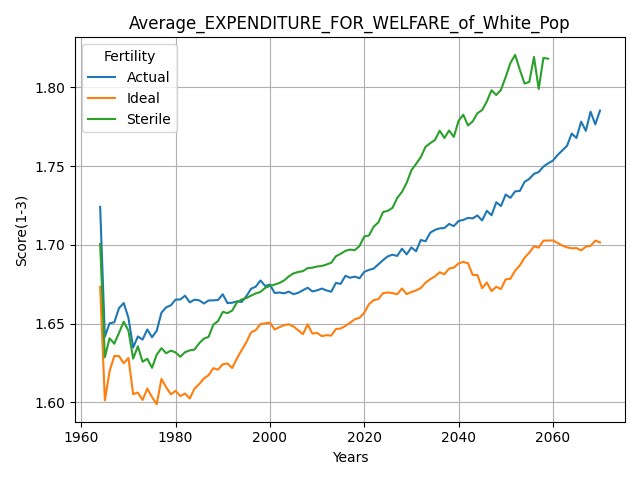 Average_EXPENDITURE_FOR_WELFARE_of_White_Pop
Fertility
Actual
Ideal
Sterile
Score(1-3)
1.80
1.75
1.70
1.65
1.60
1960
1980
2000
2020
2040
2060
Years